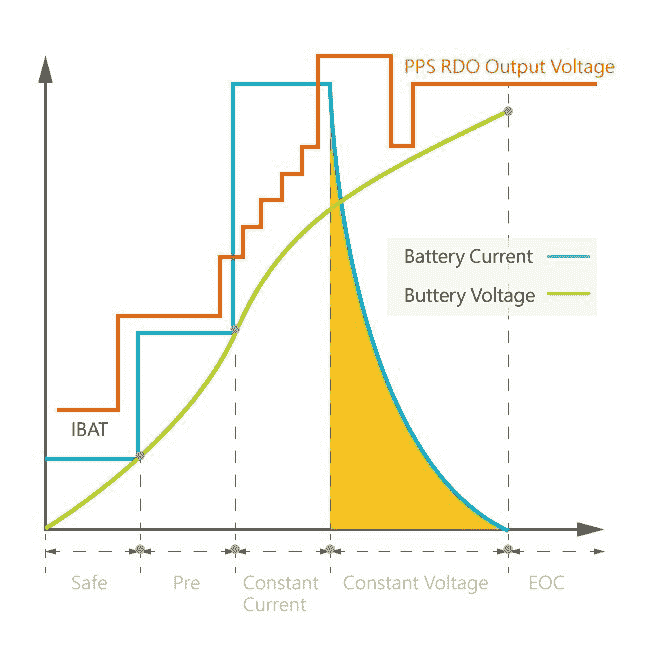 PPS RDO Output Voltage
Battery Current
Buttery Voltage
IBAT
Safe
Pre
Constant
Current
Constant Voltage
EOC